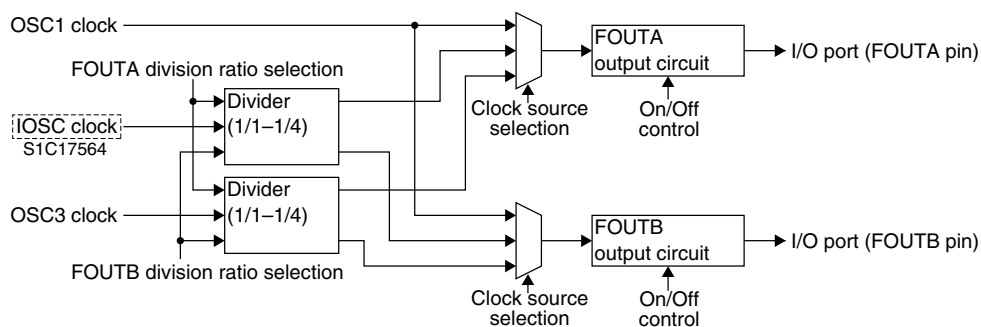 OSC1 clock
FOUTA
output circuit
I/O port (FOUTA pin)
FOUTA division ratio selection
Divider
(1/1–1/4)
Clock source
selection
On/Off
control
IOSC clock
S1C17564
Divider
(1/1–1/4)
OSC3 clock
FOUTB
output circuit
I/O port (FOUTB pin)
FOUTB division ratio selection
Clock source
selection
On/Off
control